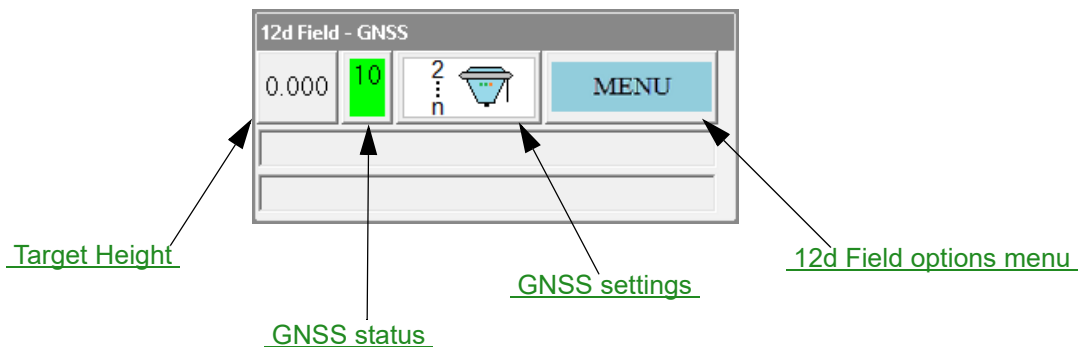 12d Field - GNSS
0.000
10
2
n
MENU
Target Height
12d Field options menu
GNSS settings
GNSS status